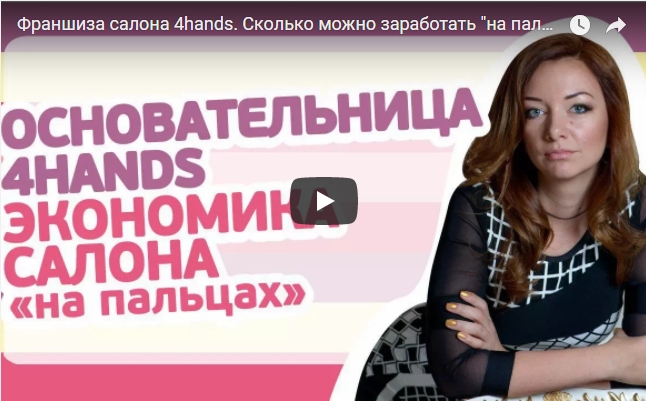 Франшиза салона 4hands. Сколько можно заработать "на пал...
ОСНОВАТЕЛЬНИЦА
4HANDS
ЭКОНОМИКА
САЛОНА
«на пальцах»